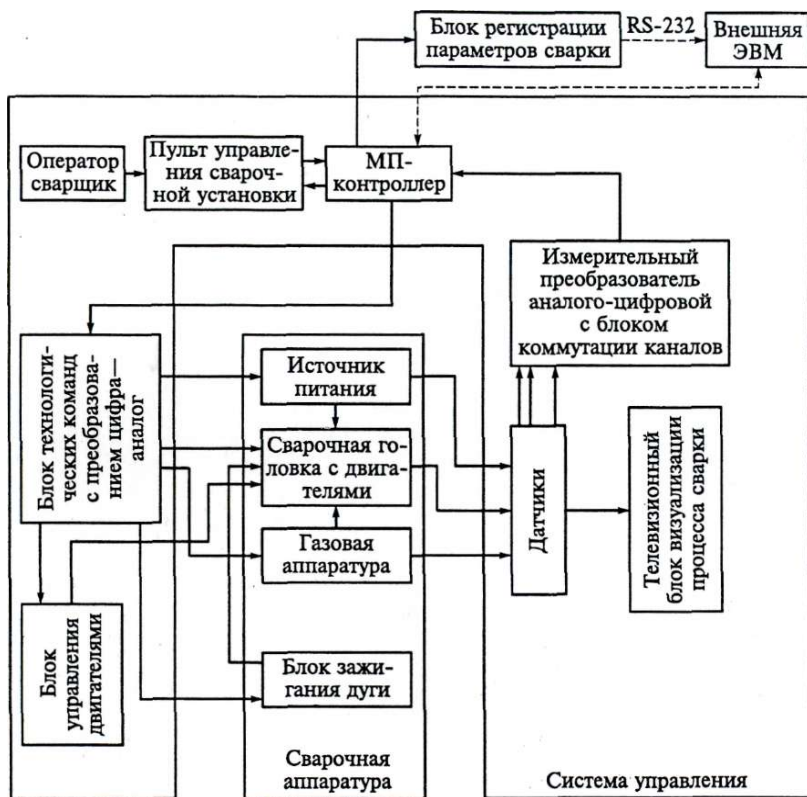 Блок регистрации
параметров сварки
RS-232
Внешняя
ЭВМ
Оператор
сварщик
Пульт управле-
ния свароч-
ной установки
МП-
контроллер
Измерительный
преобразователь
аналого-цифровой
с блоком
коммутации каналов
Блок технологи-
ческих команд
с преобразова-
нием цифра—
аналог
Источник
питания
Сварочная го-
ловка с двига-
телями
Газовая
аппаратура
Датчики
Телевизионный
блок визуализации
процесса сварки
Блок
управления
двигателями
Блок зажи-
гания дуги
Сварочная
аппаратура
Система управления